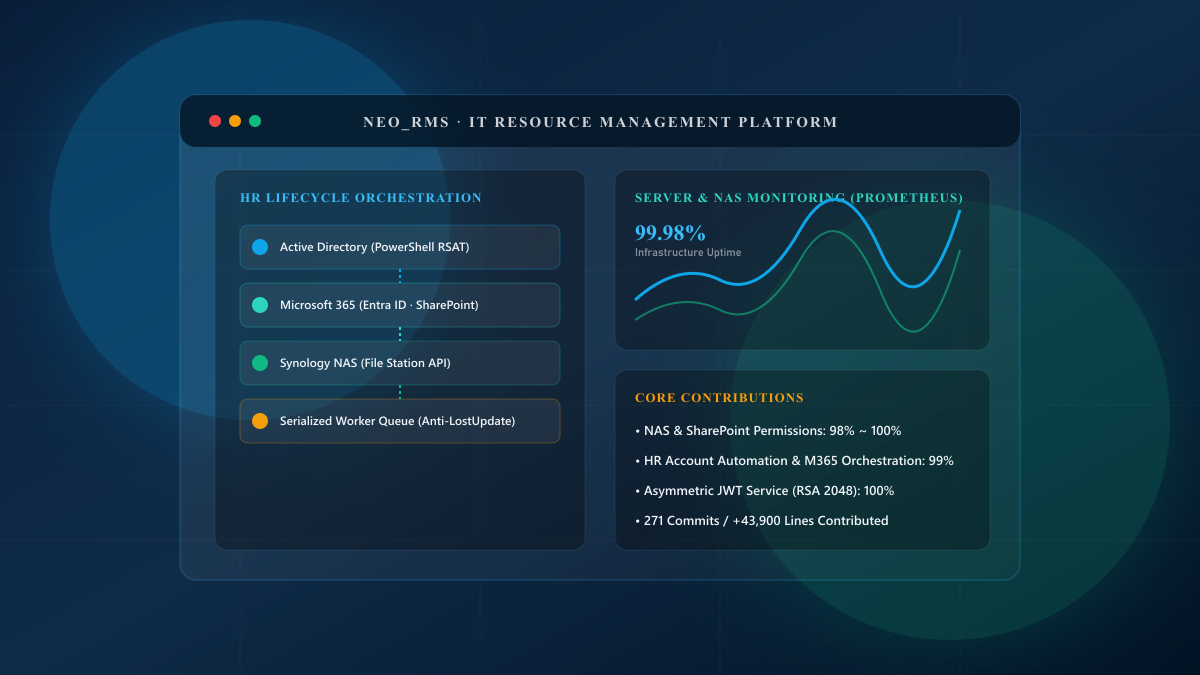 NEO_RMS · IT RESOURCE MANAGEMENT PLATFORM
HR LIFECYCLE ORCHESTRATION
Active Directory (PowerShell RSAT)
Microsoft 365 (Entra ID · SharePoint)
Synology NAS (File Station API)
Serialized Worker Queue (Anti-LostUpdate)
SERVER & NAS MONITORING (PROMETHEUS)
99.98%
Infrastructure Uptime
CORE CONTRIBUTIONS
• NAS & SharePoint Permissions: 98% ~ 100%
• HR Account Automation & M365 Orchestration: 99%
• Asymmetric JWT Service (RSA 2048): 100%
• 271 Commits / +43,900 Lines Contributed